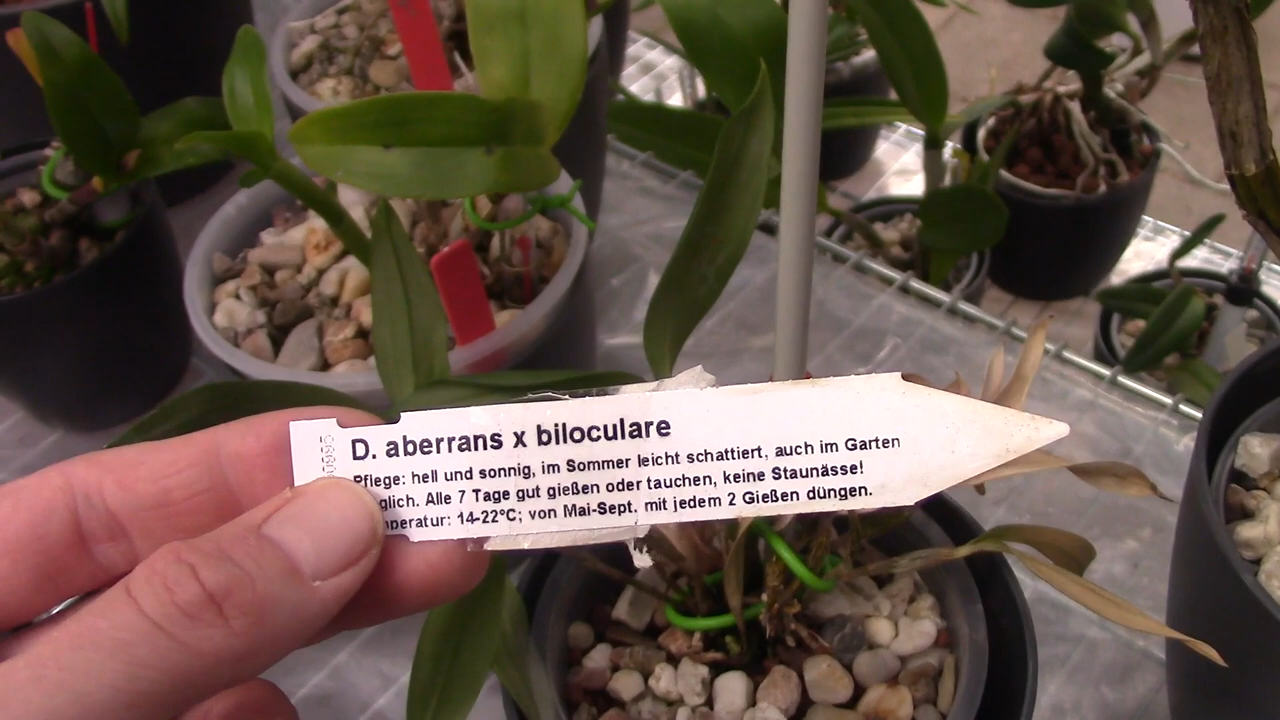 D. aberrans x biloculare
Pflege: hell und sonnig, im Sommer leicht schattiert, auch im Garten
glich. Alle 7 Tage gut gießen oder tauchen, keine Staunässe!
peratur: 14-22°C; von Mai-Sept. mit jedem 2 Gießen düngen.